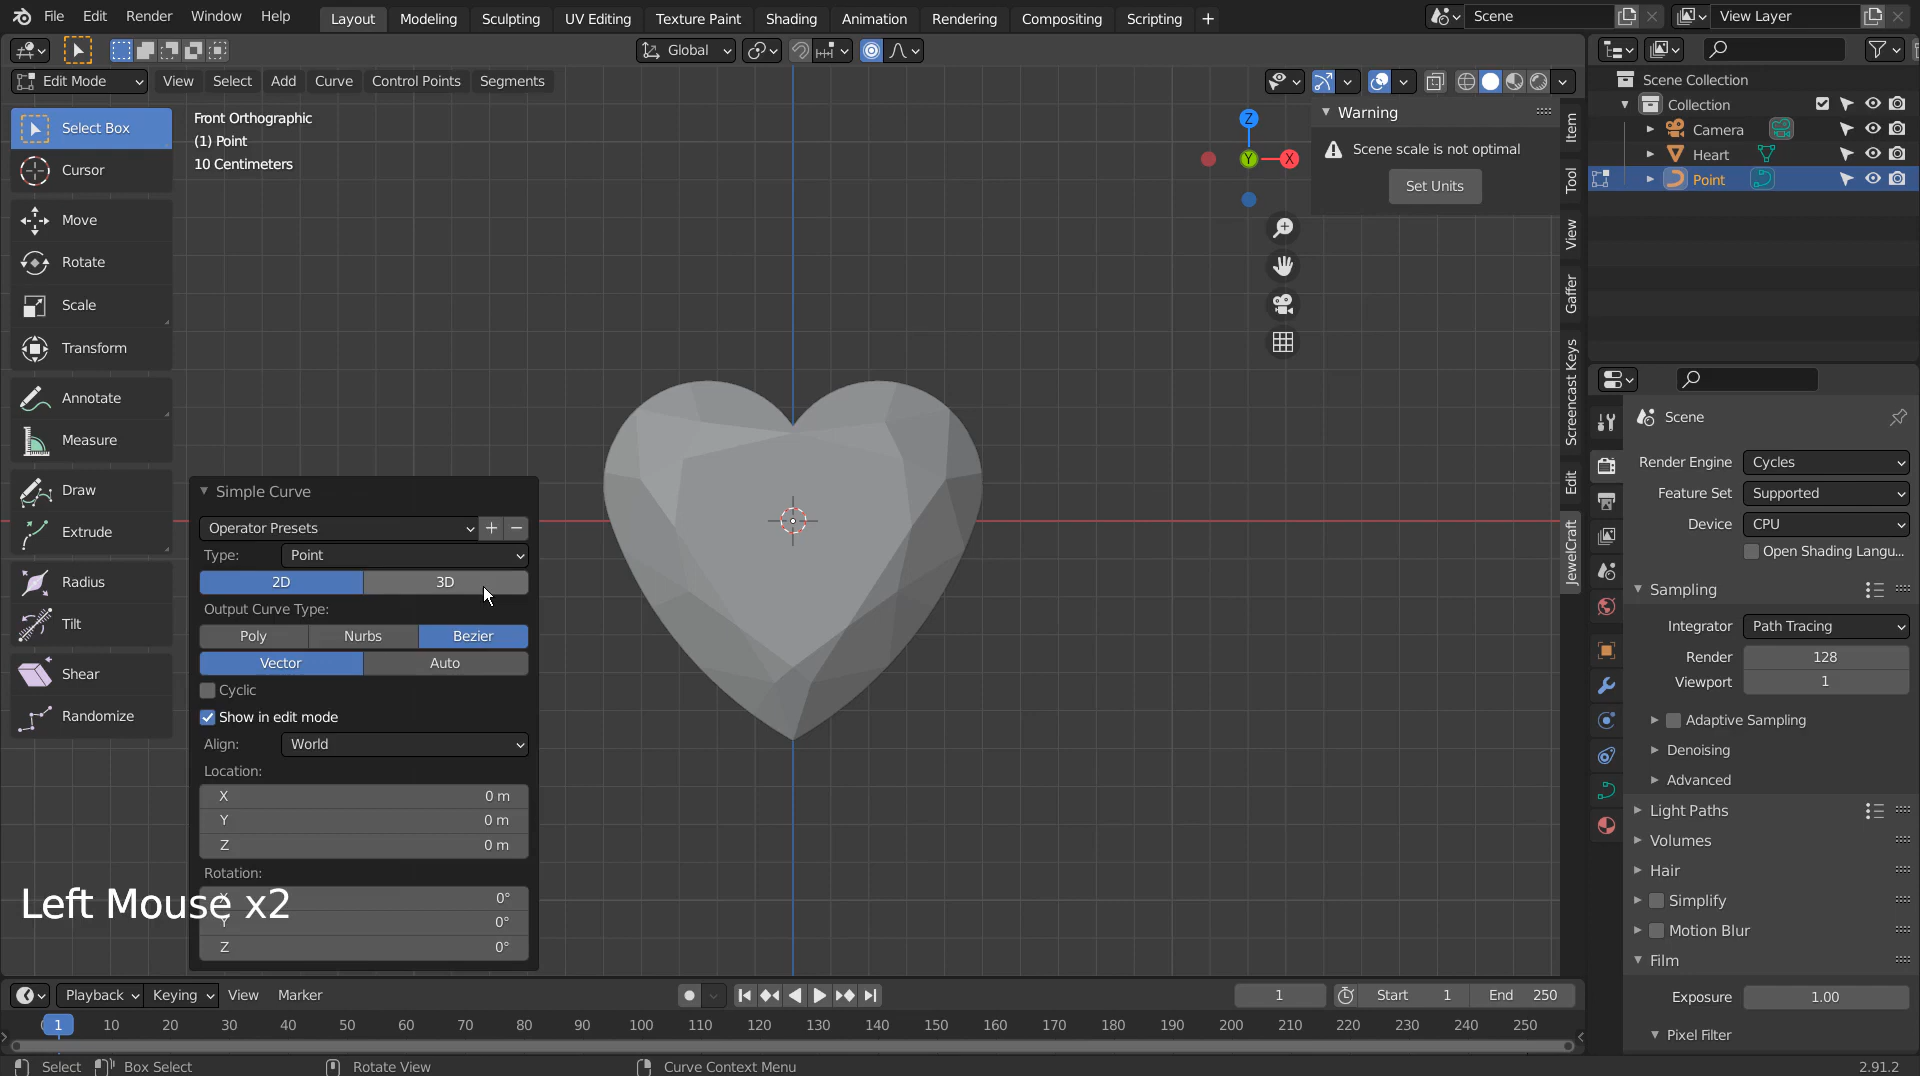 File Edit Render Window Help Layout Modeling Sculpting UV Editing Texture Paint Shading Animation Rendering Compositing Scripting + Scene View Layer
Global
Edit Mode View Select Add Curve Control Points Segments
Select Box
Cursor
Move
Rotate
Scale
Transform
Annotate
Measure
Draw
Extrude
Radius
Tilt
Shear
Randomize
Front Orthographic
(1) Point
10 Centimeters
Z
Y
X
Warning
Scene scale is not optimal
Set Units
Item
Tool
View
Gaffer
Screencast Keys
Edit
JewelCraft
Simple Curve
Operator Presets
Type: Point
2D 3D
Output Curve Type:
Poly Nurbs Bezier
Vector Auto
Cyclic
Show in edit mode
Align: World
Location:
X 0 m
Y 0 m
Z 0 m
Rotation:
X 0°
Y 0°
Z 0°
Left Mouse x2
Scene Collection
Collection
Camera
Heart
Point
Scene
Render Engine Cycles
Feature Set Supported
Device CPU
Open Shading Langu...
Sampling
Integrator Path Tracing
Render 128
Viewport 1
Adaptive Sampling
Denoising
Advanced
Light Paths
Volumes
Hair
Simplify
Motion Blur
Film
Exposure 1.00
Pixel Filter
Playback Keying View Marker 1 Start 1 End 250
1 10 20 30 40 50 60 70 80 90 100 110 120 130 140 150 160 170 180 190 200 210 220 230 240 250
Select Box Select Rotate View Curve Context Menu 2.91.2